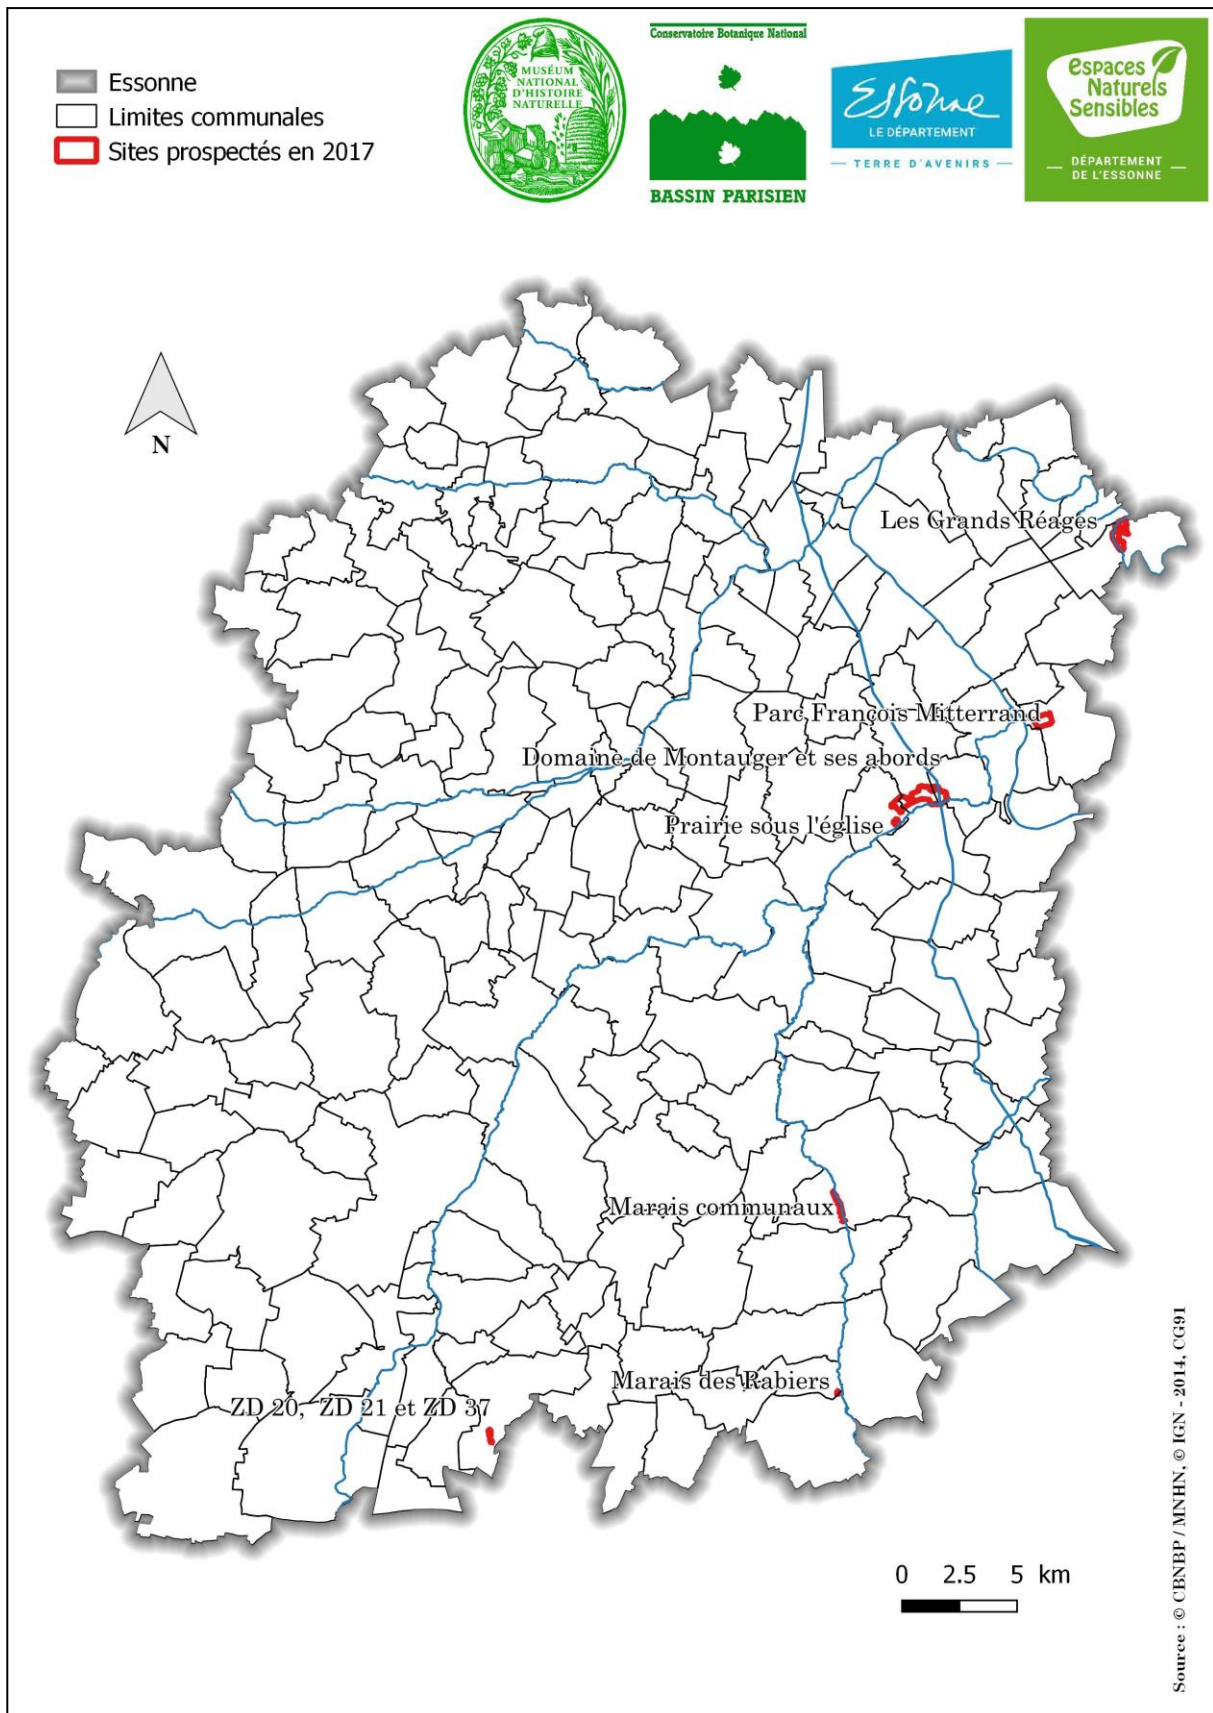 Essonne
Limites communales
Sites prospectés en 2017
MUSÉUM
NATIONAL
D'HISTOIRE
NATURELLE
Conservatoire Botanique National
BASSIN PARISIEN
Essonne
LE DÉPARTEMENT
TERRE D'AVENIRS
espaces
Naturels
Sensibles
DÉPARTEMENT
DE L'ESSONNE
N
Les Grands Réages
Parc François Mitterrand
Domaine de Montauger et ses abords
Prairie sous l'église
Marais communaux
Marais des Rabiers
ZD 20, ZD 21 et ZD 37
0 2.5 5 km
Source : © CBNBP / MNHN, © IGN - 2014, CG91